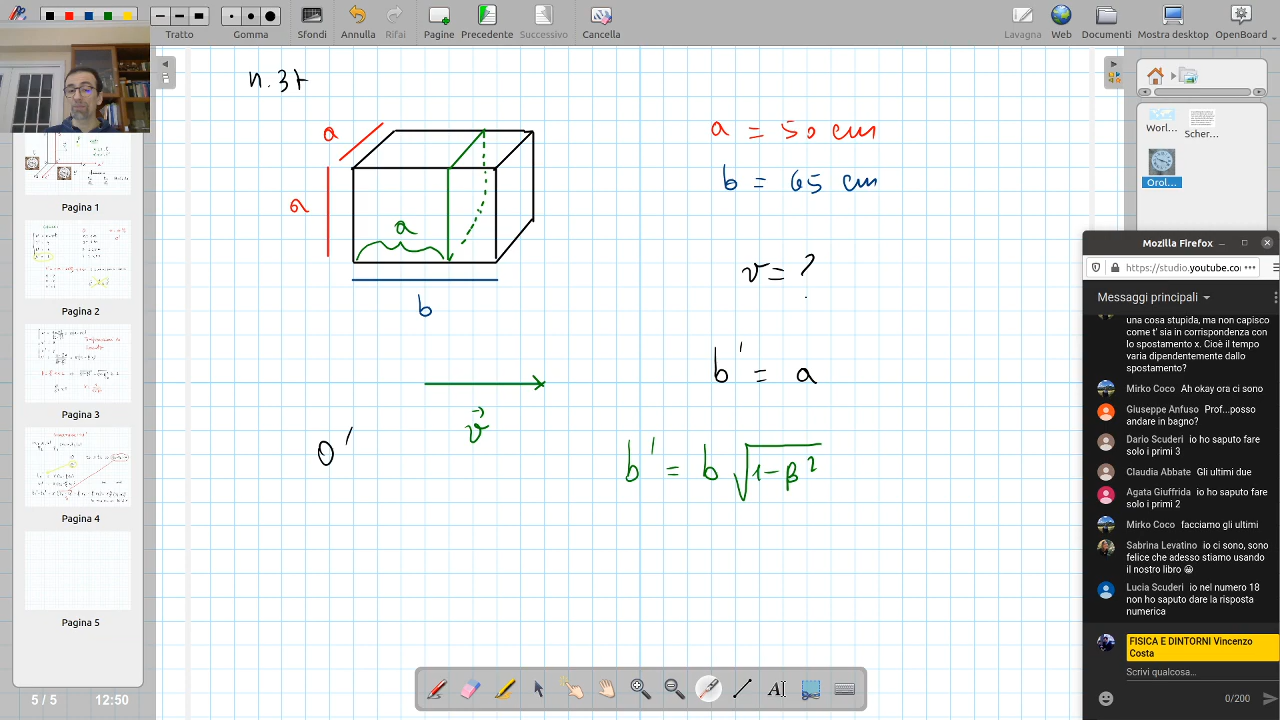 Tratto
Gomma
Sfondi
Annulla
Rifai
Pagine
Precedente
Successivo
Cancella
Lavagna
Web
Documenti
Mostra desktop
OpenBoard
Pagina 1
Pagina 2
Pagina 3
Pagina 4
Pagina 5
5 / 5
12:50
n. 37
a
a
a
b
v
O'
a = 50 cm
b = 65 cm
v = ?
b' = a
b' = b √1-β²
Worl...
Scher...
Orol...
Mozilla Firefox
https://studio.youtube.co
Messaggi principali
una cosa stupida, ma non capisco
come t' sia in corrispondenza con
lo spostamento x. Cioè il tempo
varia dipendentemente dallo
spostamento?
Mirko Coco Ah okay ora ci sono
Giuseppe Anfuso Prof...posso
andare in bagno?
Dario Scuderi io ho saputo fare
solo i primi 3
Claudia Abbate Gli ultimi due
Agata Giuffrida io ho saputo fare
solo i primi 2
Mirko Coco facciamo gli ultimi
Sabrina Levatino io ci sono, sono
felice che adesso stiamo usando
il nostro libro 😀
Lucia Scuderi io nel numero 18
non ho saputo dare la risposta
numerica
FISICA E DINTORNI Vincenzo
Costa
Scrivi qualcosa...
0/200